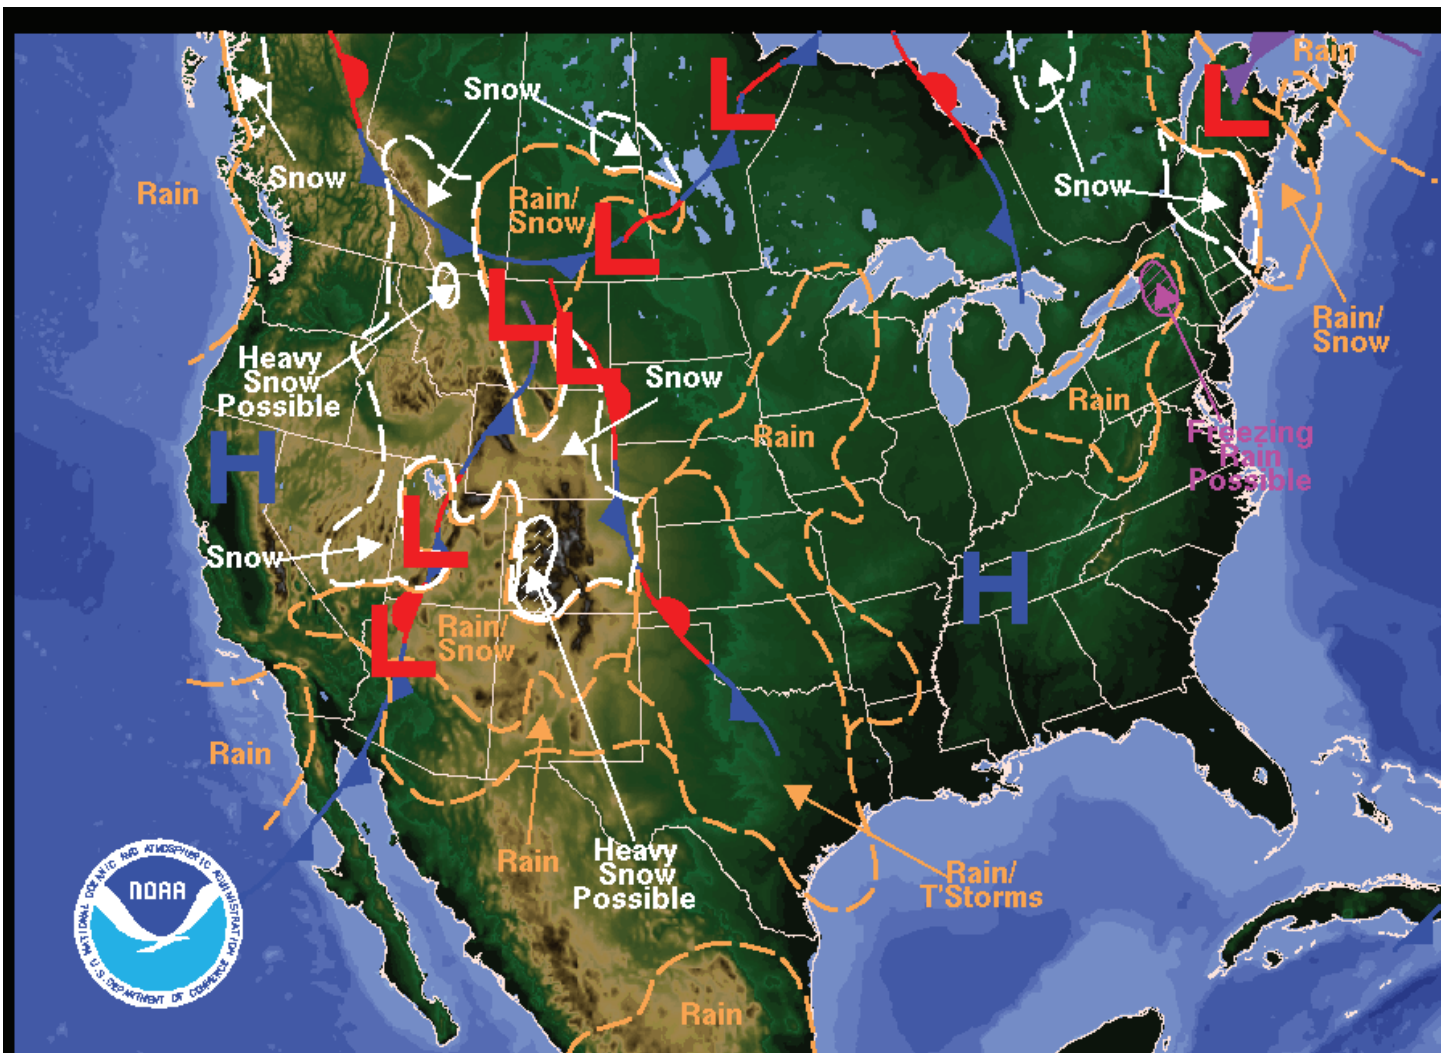 Rain
Snow
Snow
Rain
Rain/
Snow
Snow
Snow
L
L
L
L
L
L
L
Heavy
Snow
Possible
Snow
Rain/
Snow
Rain
Rain
Freezing
Rain
Possible
H
H
Snow
Rain/
Snow
Rain
Rain
Heavy
Snow
Possible
Rain/
T'Storms
Rain
NATIONAL OCEANIC AND ATMOSPHERIC ADMINISTRATION
NOAA
U.S. DEPARTMENT OF COMMERCE